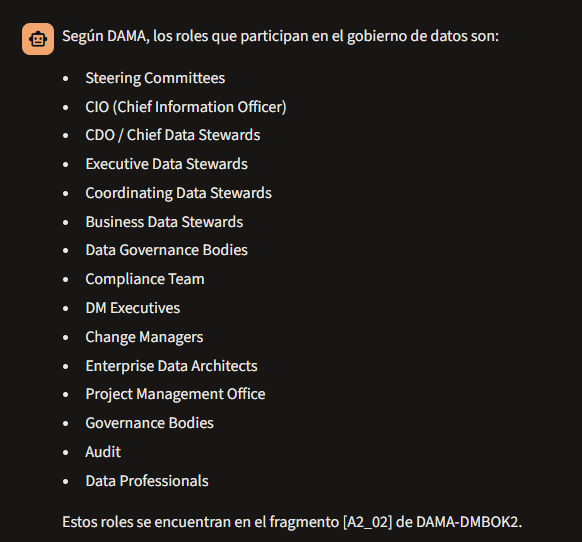 Según DAMA, los roles que participan en el gobierno de datos son:
• Steering Committees
• CIO (Chief Information Officer)
• CDO / Chief Data Stewards
• Executive Data Stewards
• Coordinating Data Stewards
• Business Data Stewards
• Data Governance Bodies
• Compliance Team
• DM Executives
• Change Managers
• Enterprise Data Architects
• Project Management Office
• Governance Bodies
• Audit
• Data Professionals
Estos roles se encuentran en el fragmento [A2_02] de DAMA-DMBOK2.